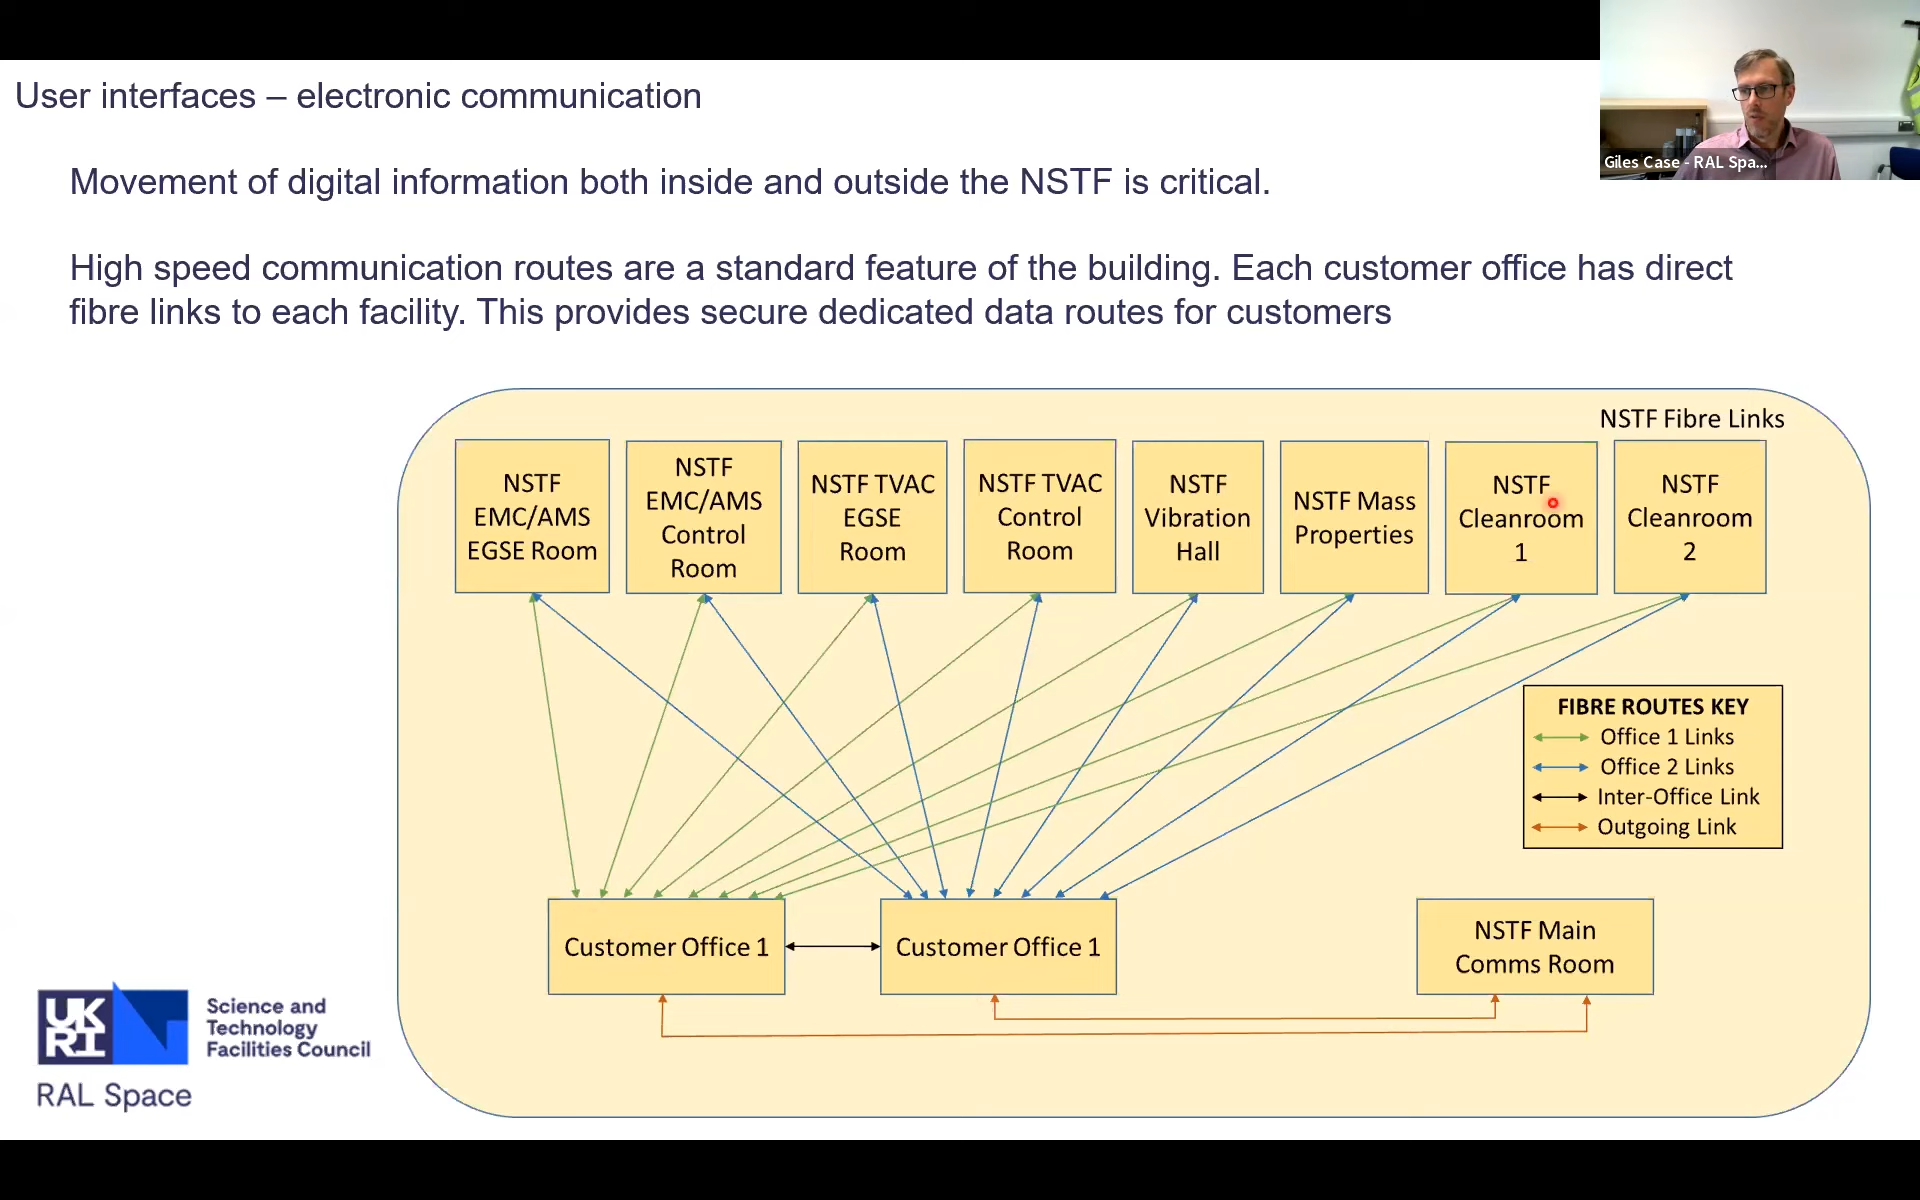 User interfaces – electronic communication
Giles Case - RAL Spa...
Movement of digital information both inside and outside the NSTF is critical.
High speed communication routes are a standard feature of the building. Each customer office has direct
fibre links to each facility. This provides secure dedicated data routes for customers
NSTF Fibre Links
NSTF
EMC/AMS
EGSE Room
NSTF
EMC/AMS
Control
Room
NSTF TVAC
EGSE
Room
NSTF TVAC
Control
Room
NSTF
Vibration
Hall
NSTF Mass
Properties
NSTF
Cleanroom
1
NSTF
Cleanroom
2
FIBRE ROUTES KEY
Office 1 Links
Office 2 Links
Inter-Office Link
Outgoing Link
Customer Office 1
Customer Office 1
NSTF Main
Comms Room
UK
RI
Science and
Technology
Facilities Council
RAL Space